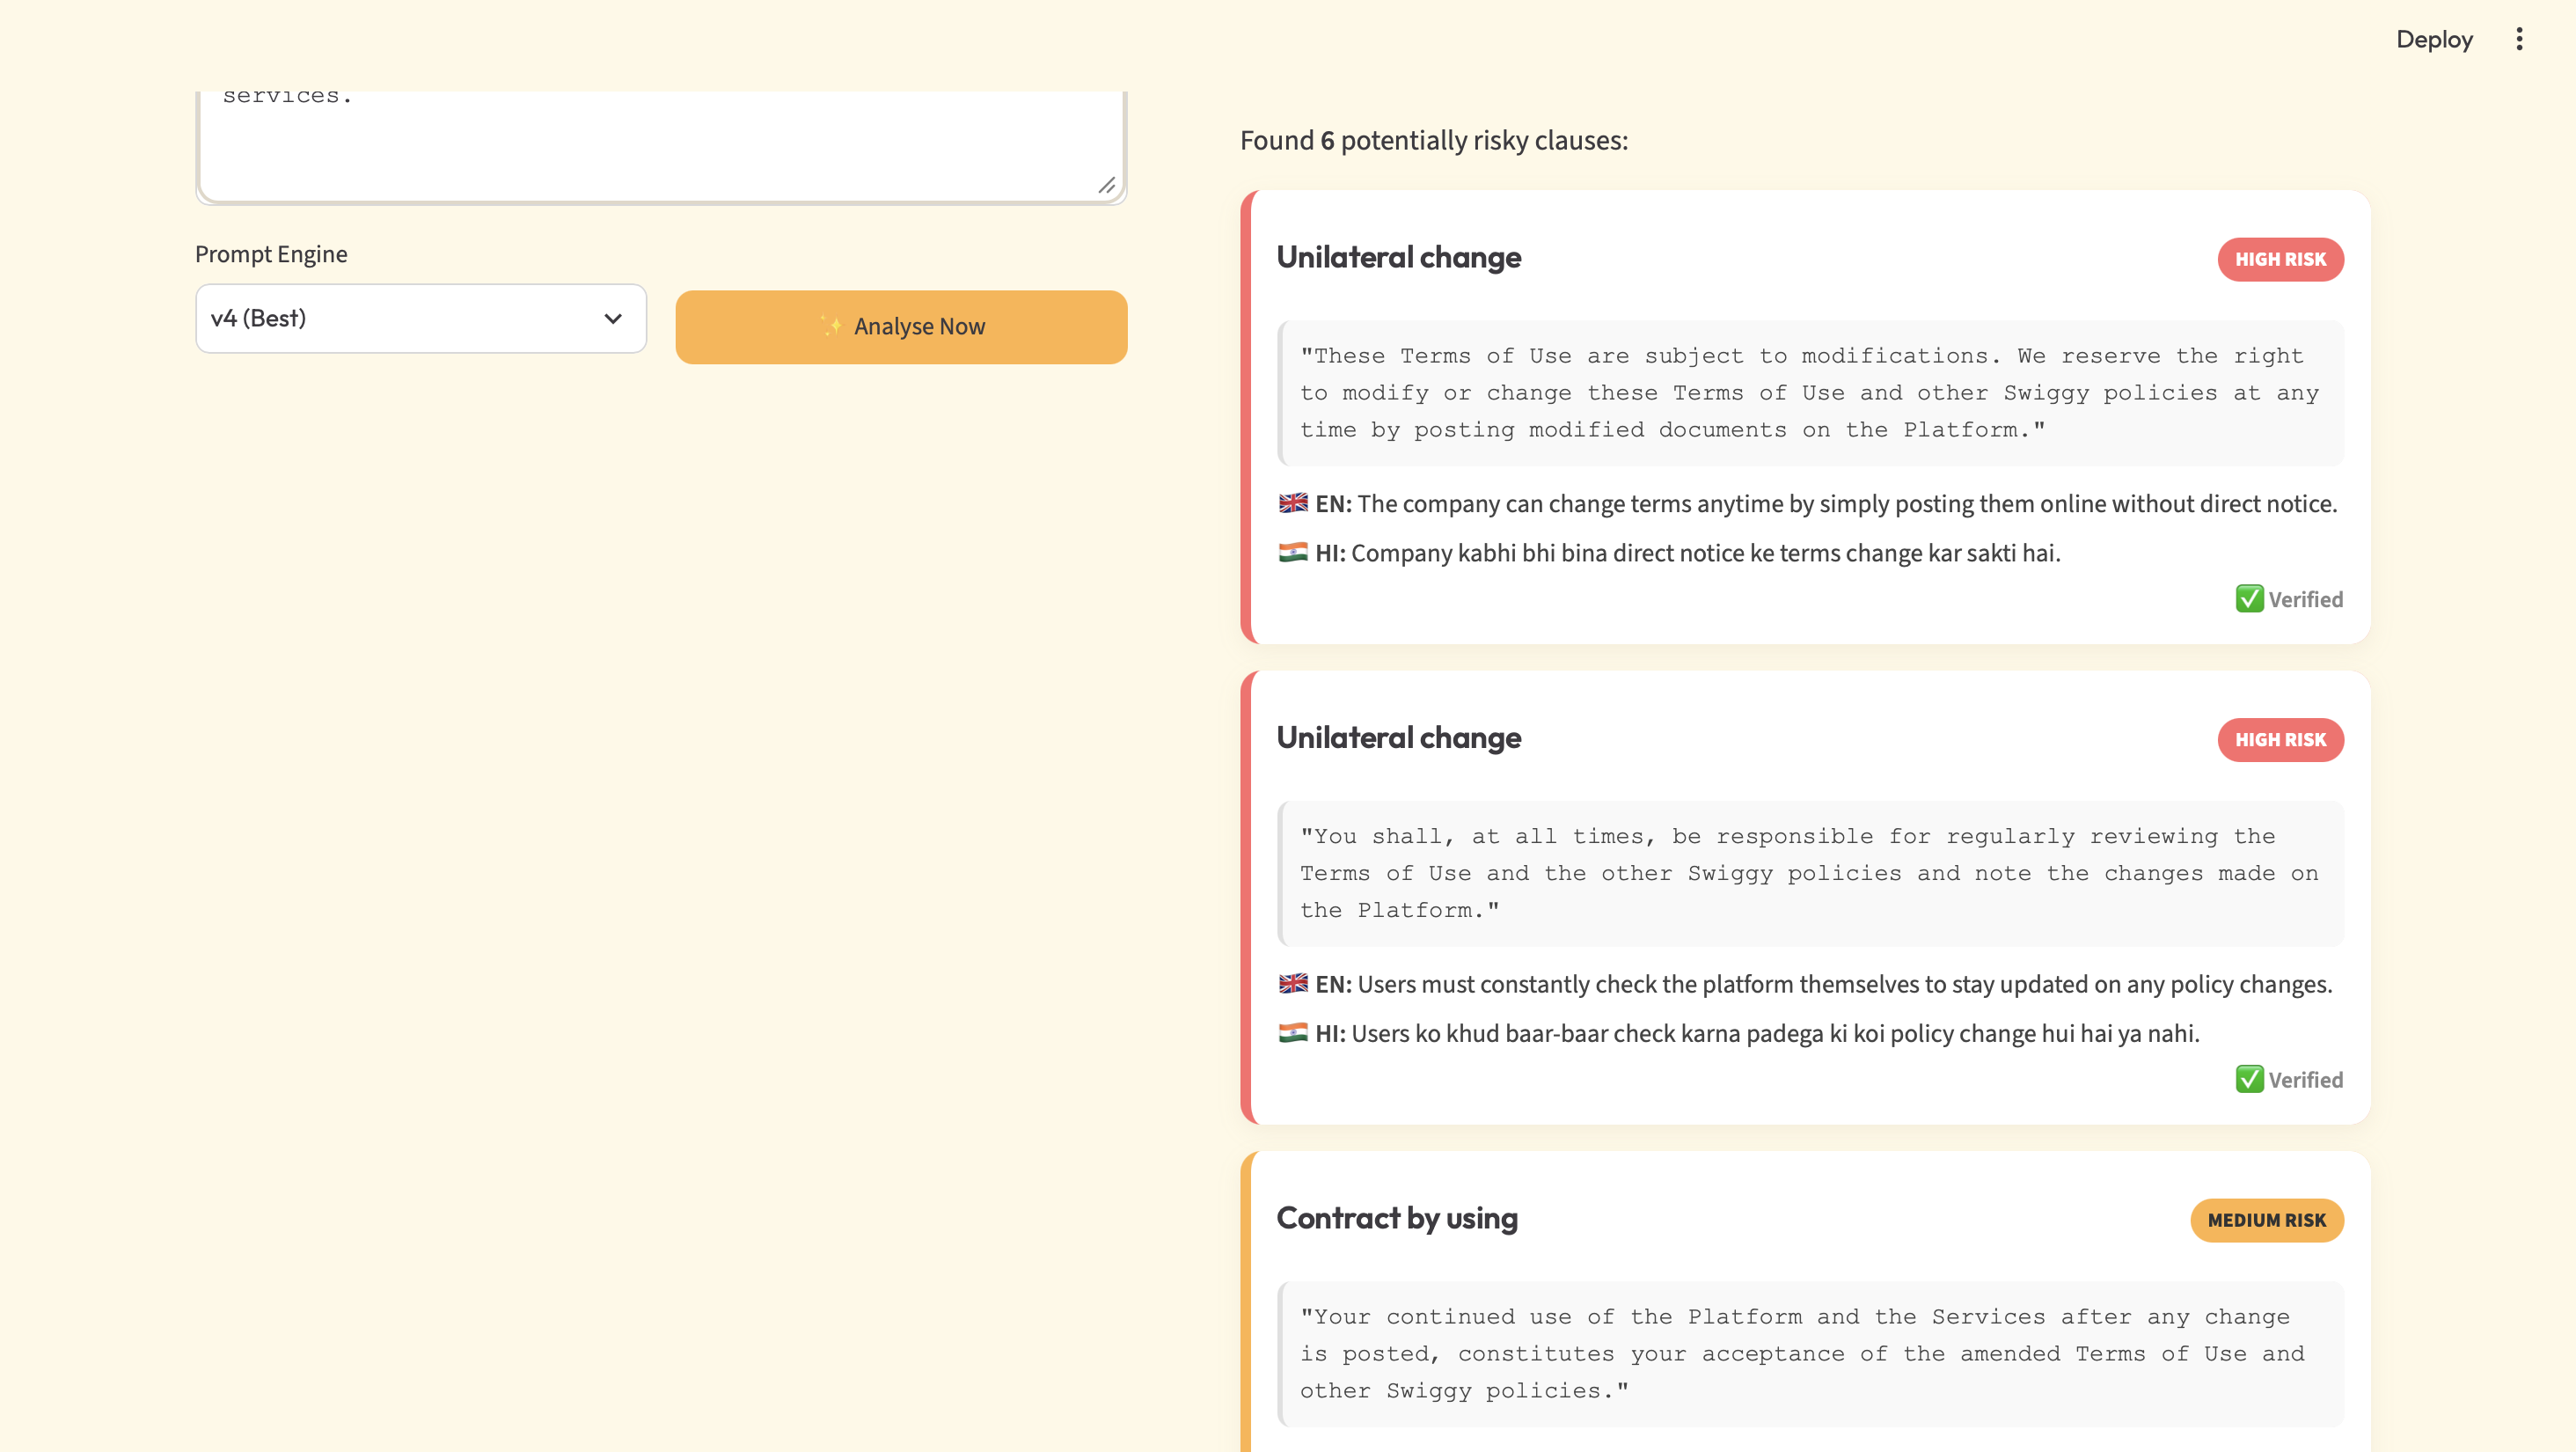 Deploy
services.
Prompt Engine
v4 (Best)
✨ Analyse Now
Found 6 potentially risky clauses:
Unilateral change
HIGH RISK
"These Terms of Use are subject to modifications. We reserve the right
to modify or change these Terms of Use and other Swiggy policies at any
time by posting modified documents on the Platform."
🇬🇧 EN: The company can change terms anytime by simply posting them online without direct notice.
🇮🇳 HI: Company kabhi bhi bina direct notice ke terms change kar sakti hai.
✅ Verified
Unilateral change
HIGH RISK
"You shall, at all times, be responsible for regularly reviewing the
Terms of Use and the other Swiggy policies and note the changes made on
the Platform."
🇬🇧 EN: Users must constantly check the platform themselves to stay updated on any policy changes.
🇮🇳 HI: Users ko khud baar-baar check karna padega ki koi policy change hui hai ya nahi.
✅ Verified
Contract by using
MEDIUM RISK
"Your continued use of the Platform and the Services after any change
is posted, constitutes your acceptance of the amended Terms of Use and
other Swiggy policies."